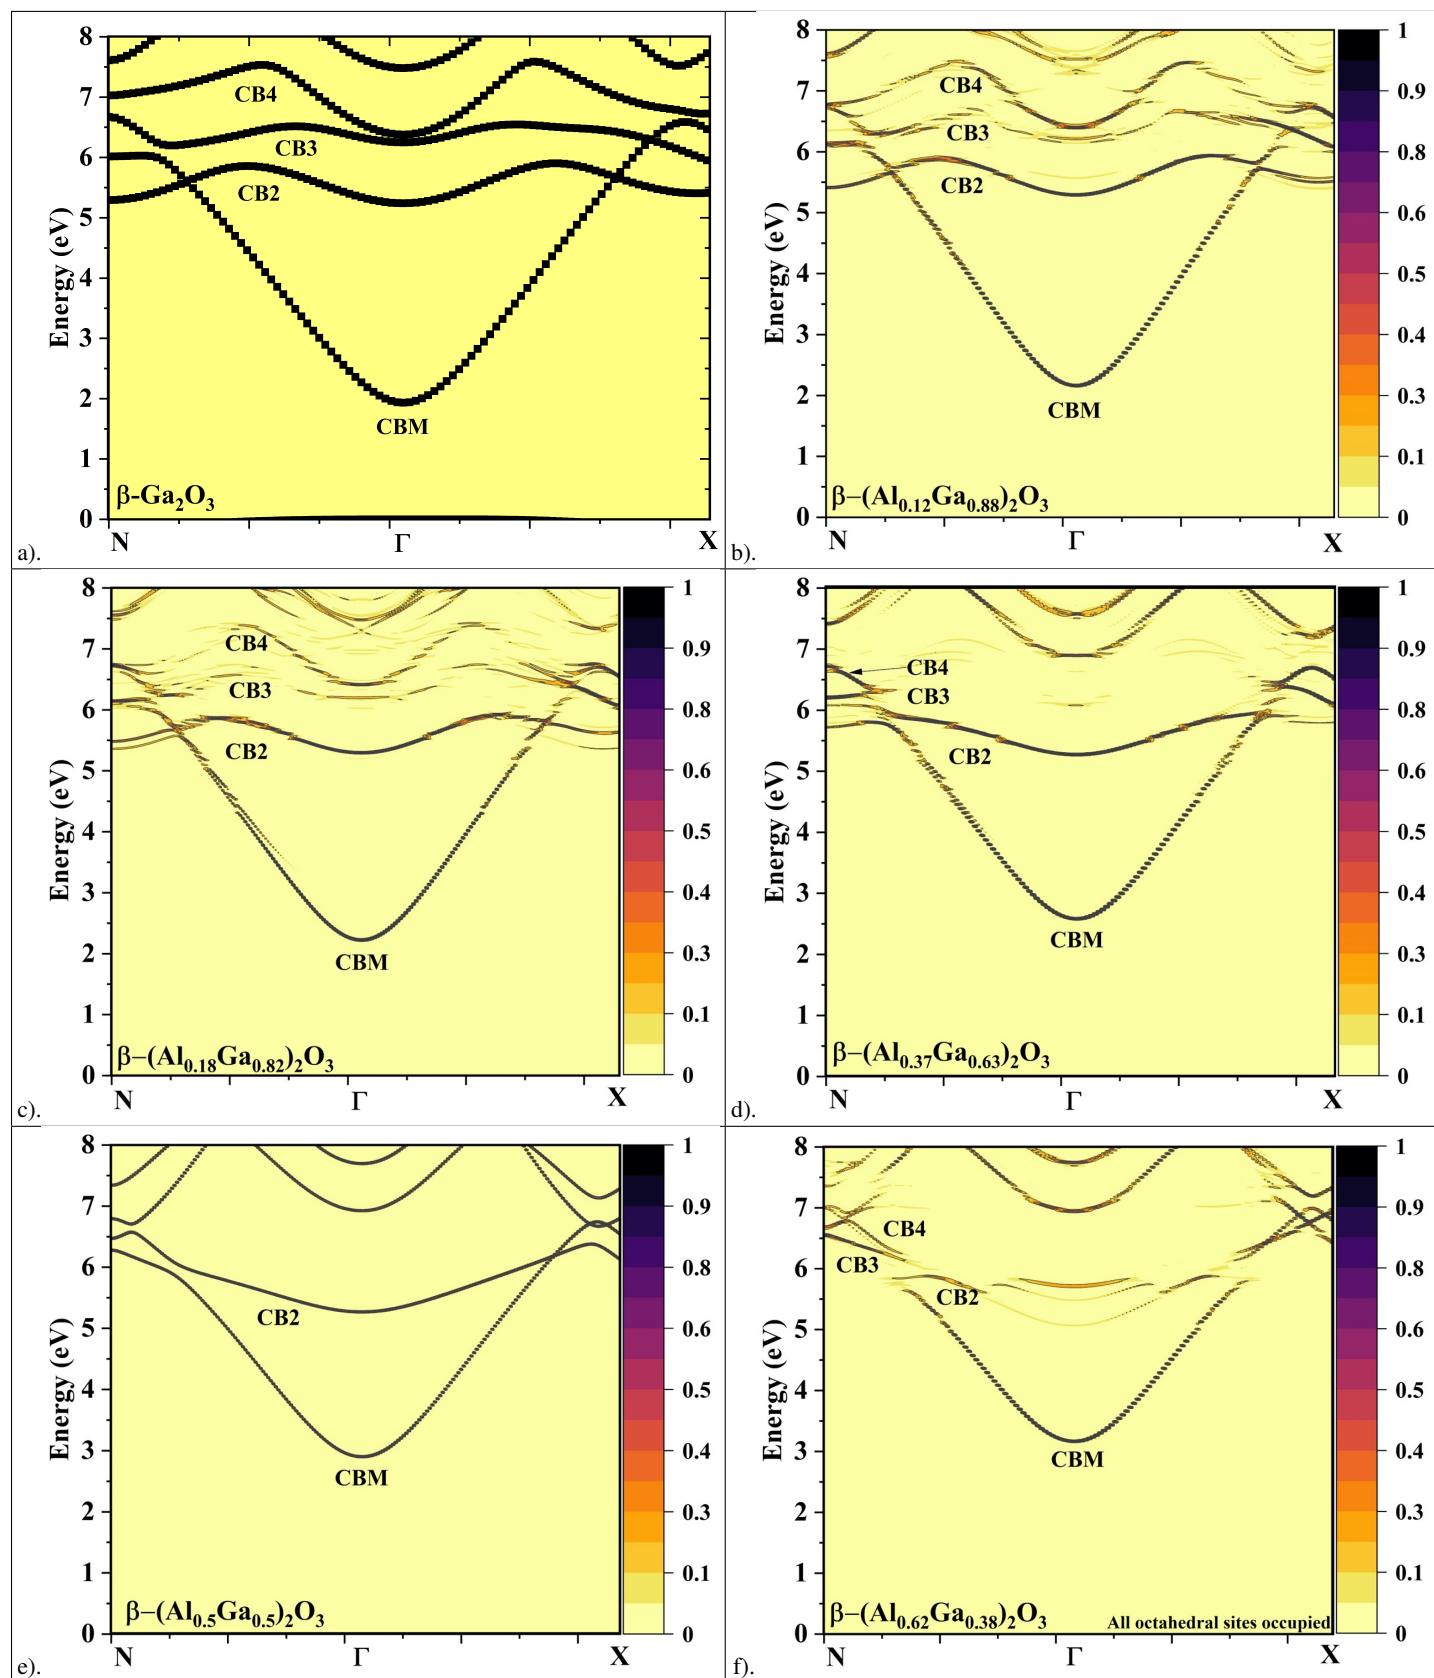 8
7
6
5
4
3
2
1
0
Energy (eV)
CB4
CB3
CB2
CBM
β-Ga2O3
N
Γ
X
a).
8
7
6
5
4
3
2
1
0
Energy (eV)
CB4
CB3
CB2
CBM
β−(Al0.12Ga0.88)2O3
N
Γ
X
1
0.9
0.8
0.6
0.5
0.4
0.3
0.1
0
b).
8
7
6
5
4
3
2
1
0
Energy (eV)
CB4
CB3
CB2
CBM
β−(Al0.18Ga0.82)2O3
N
Γ
X
1
0.9
0.8
0.6
0.5
0.4
0.3
0.1
0
c).
8
7
6
5
4
3
2
1
0
Energy (eV)
CB4
CB3
CB2
CBM
β−(Al0.37Ga0.63)2O3
N
Γ
X
1
0.9
0.8
0.6
0.5
0.4
0.3
0.1
0
d).
8
7
6
5
4
3
2
1
0
Energy (eV)
CB2
CBM
β−(Al0.5Ga0.5)2O3
N
Γ
X
1
0.9
0.8
0.6
0.5
0.4
0.3
0.1
0
e).
8
7
6
5
4
3
2
1
0
Energy (eV)
CB4
CB3
CB2
CBM
β−(Al0.62Ga0.38)2O3
All octahedral sites occupied
N
Γ
X
1
0.9
0.8
0.6
0.5
0.4
0.3
0.1
0
f).